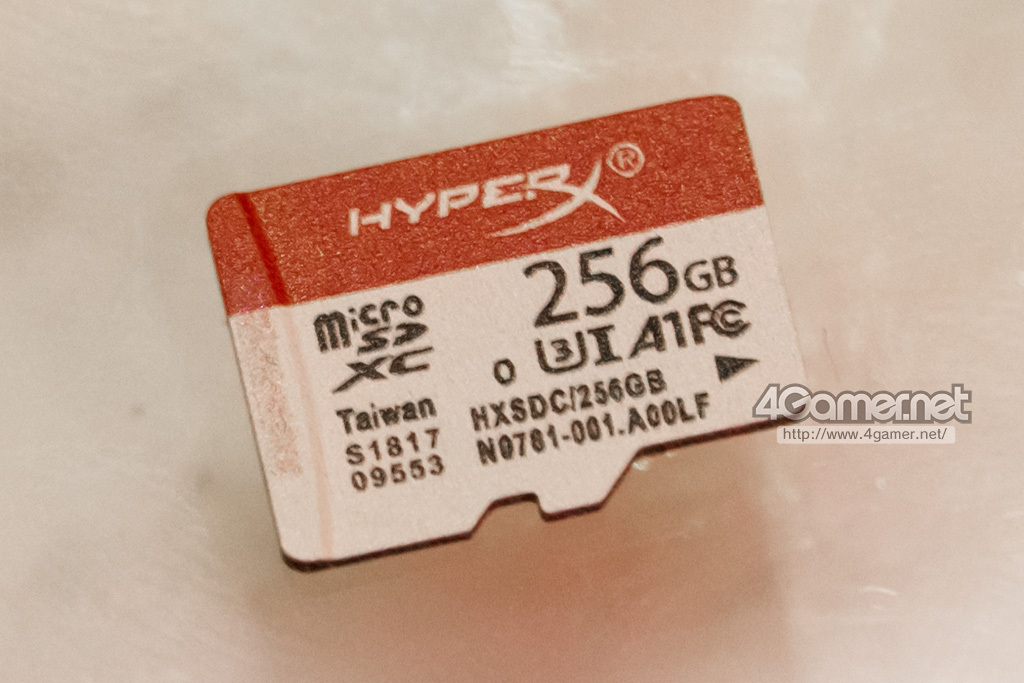 HYPERX®
256GB
micro
SD
XC
0 U3 I A1 FC
Taiwan
S1817
09553
HXSDC/256GB
N0781-001.A00LF
4Gamer.net
http://www.4gamer.net/